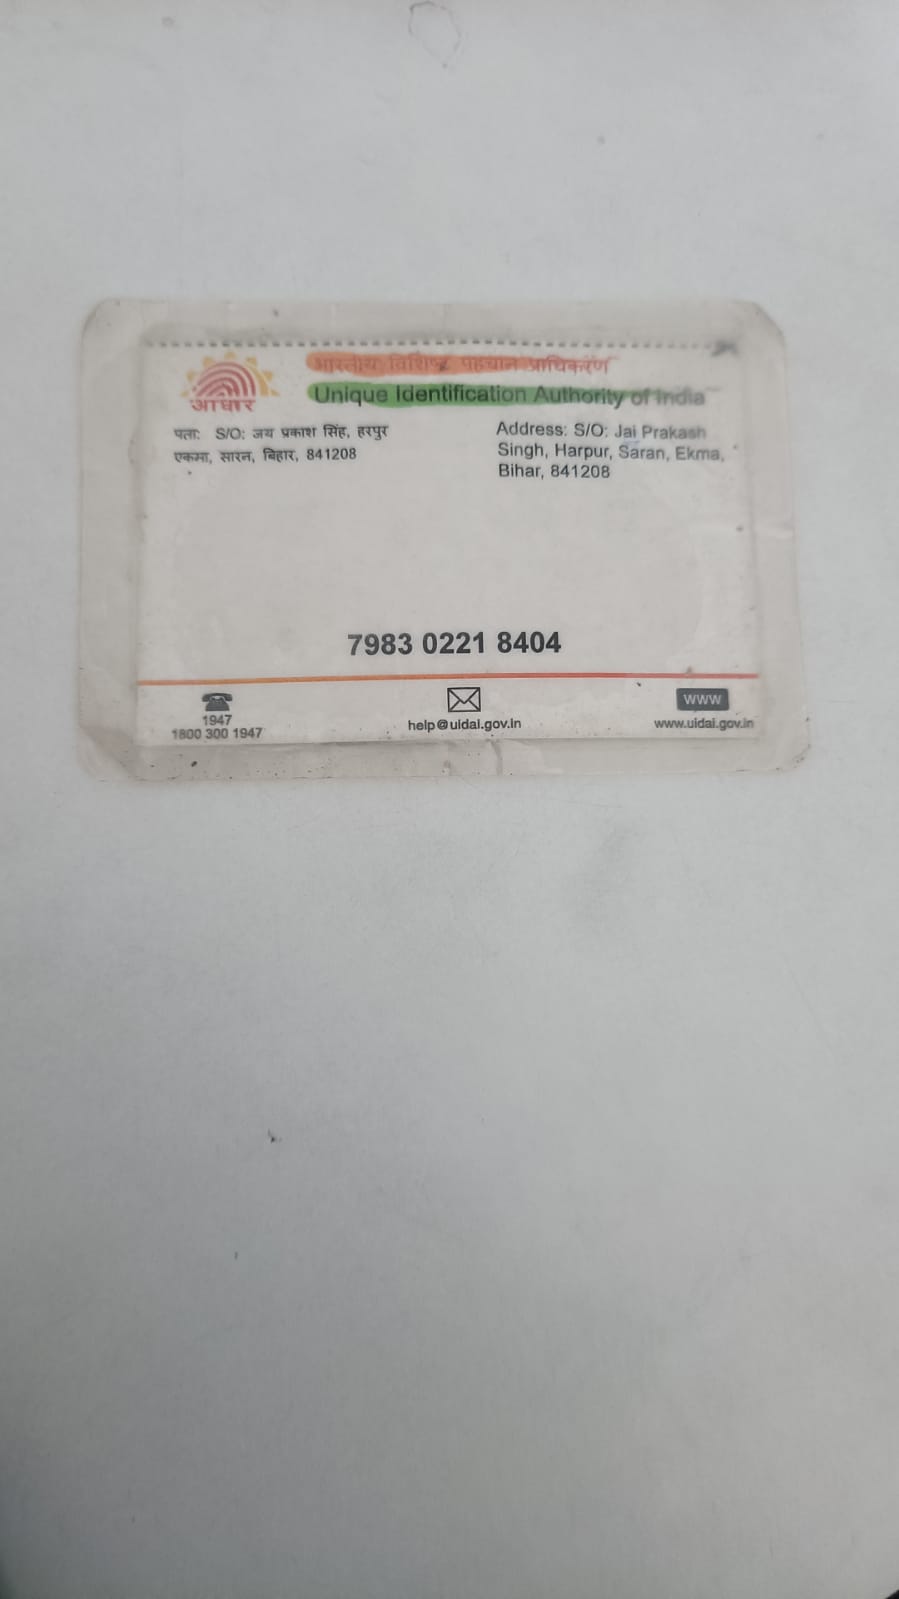 भारतीय विशिष्ट पहचान प्राधिकरण
Unique Identification Authority of India
आधार
पता: S/O: जय प्रकाश सिंह, हरपुर
एकमा, सारन, बिहार, 841208
Address: S/O: Jai Prakash
Singh, Harpur, Saran, Ekma,
Bihar, 841208
7983 0221 8404
1947
1800 300 1947
help@uidai.gov.in
www
www.uidai.gov.in